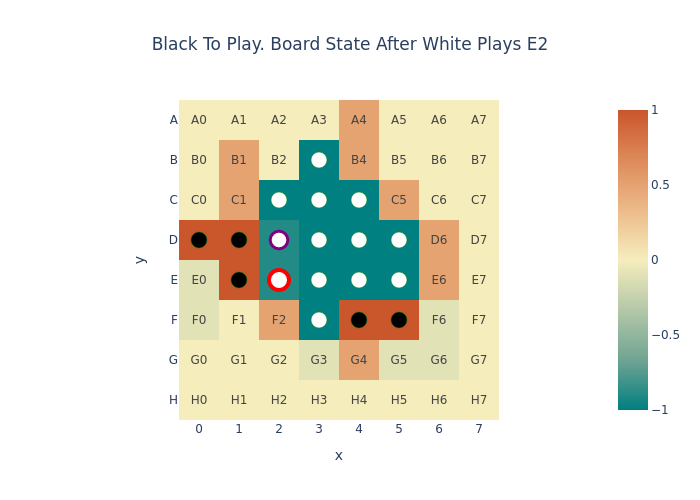 Black To Play. Board State After White Plays E2
A A0 A1 A2 A3 A4 A5 A6 A7
B B0 B1 B2 B4 B5 B6 B7
C C0 C1 C5 C6 C7
D D6 D7
E E0 E6 E7
F F0 F1 F2 F6 F7
G G0 G1 G2 G3 G4 G5 G6 G7
H H0 H1 H2 H3 H4 H5 H6 H7
0 1 2 3 4 5 6 7
x
y
1
0.5
0
−0.5
−1